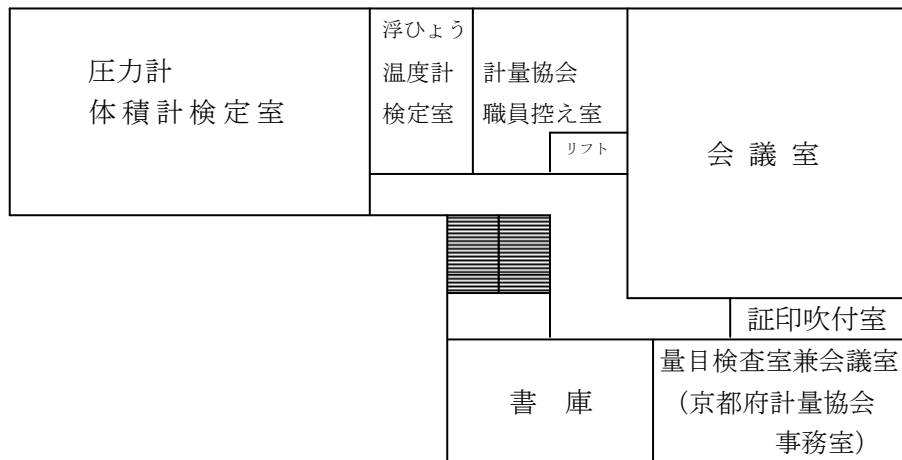 圧力計
体積計検定室
浮ひょう
温度計
検定室
計量協会
職員控え室
リフト
会議室
証印吹付室
書 庫
量目検査室兼会議室
（京都府計量協会
事務室）